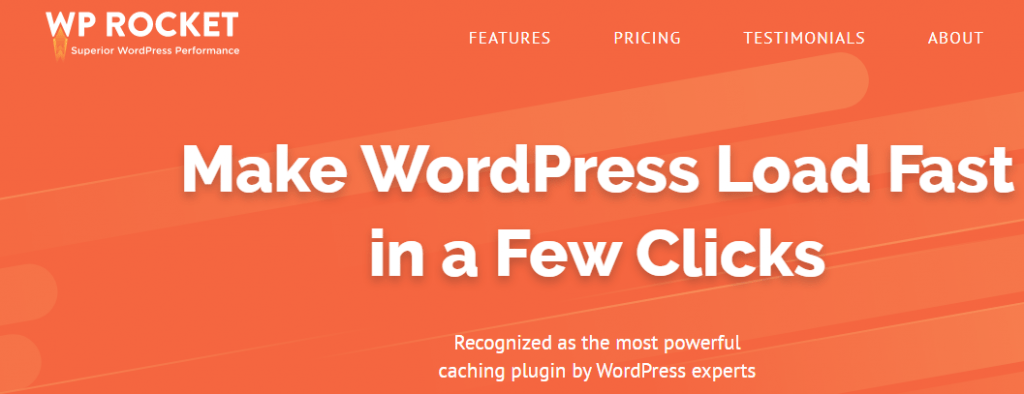 WP ROCKET
Superior WordPress Performance
FEATURES PRICING TESTIMONIALS ABOUT
Make WordPress Load Fast
in a Few Clicks
Recognized as the most powerful
caching plugin by WordPress experts